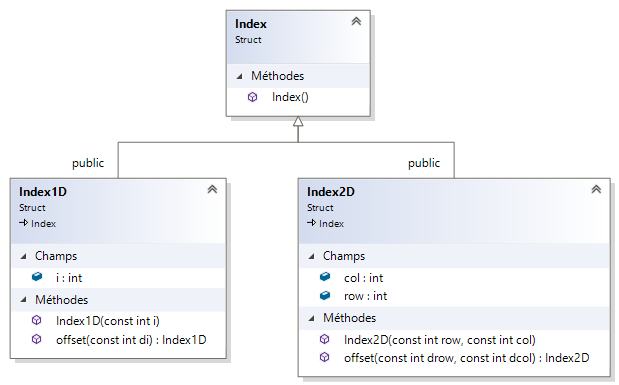 Index
Struct
Méthodes
Index()
public
public
Index1D
Struct
Index
Champs
i : int
Méthodes
Index1D(const int i)
offset(const int di) : Index1D
Index2D
Struct
Index
Champs
col : int
row : int
Méthodes
Index2D(const int row, const int col)
offset(const int drow, const int dcol) : Index2D